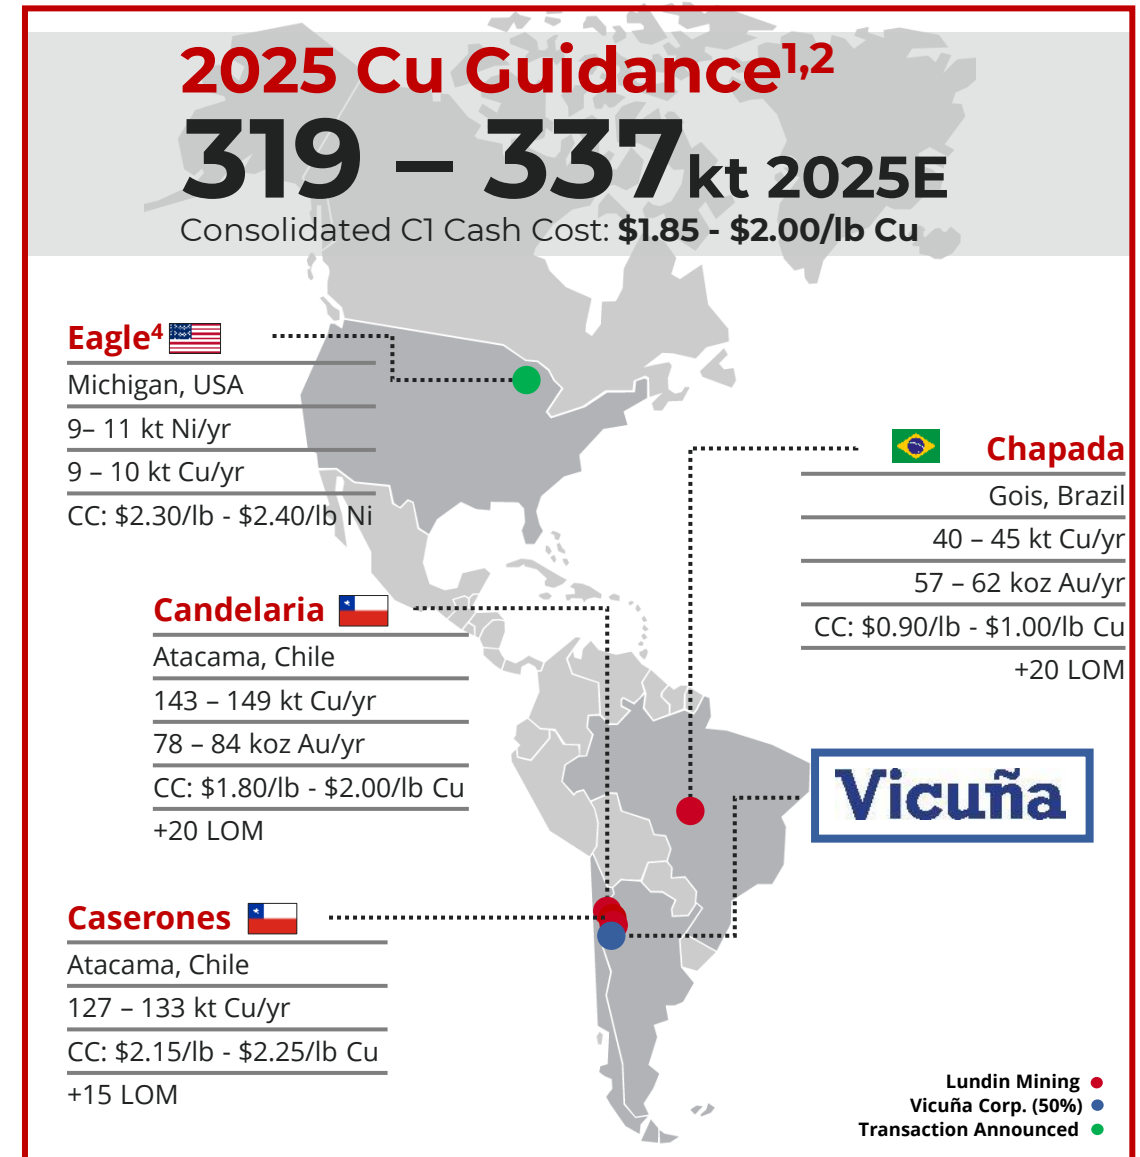 2025 Cu Guidance1,2
319 – 337kt 2025E
Consolidated C1 Cash Cost: $1.85 - $2.00/lb Cu
Eagle4
Michigan, USA
9– 11 kt Ni/yr
9 – 10 kt Cu/yr
CC: $2.30/lb - $2.40/lb Ni
Chapada
Gois, Brazil
40 – 45 kt Cu/yr
57 – 62 koz Au/yr
CC: $0.90/lb - $1.00/lb Cu
+20 LOM
Candelaria
Atacama, Chile
143 – 149 kt Cu/yr
78 – 84 koz Au/yr
CC: $1.80/lb - $2.00/lb Cu
+20 LOM
Vicuña
Caserones
Atacama, Chile
127 – 133 kt Cu/yr
CC: $2.15/lb - $2.25/lb Cu
+15 LOM
Lundin Mining
Vicuña Corp. (50%)
Transaction Announced